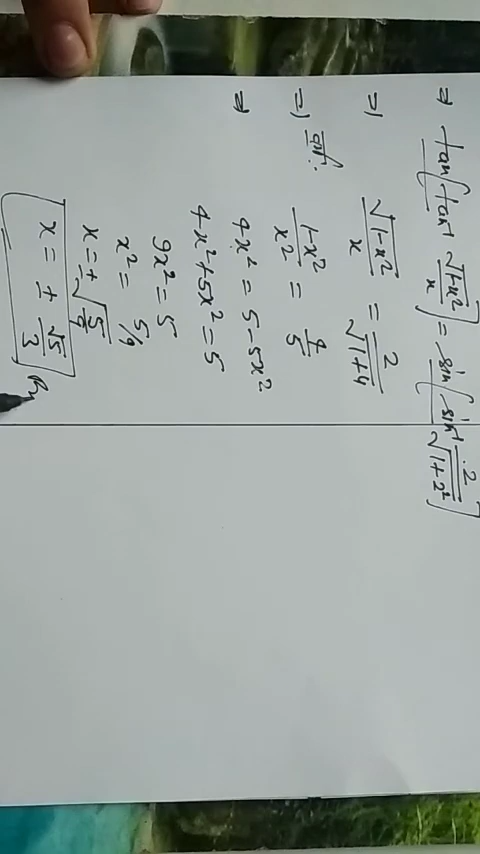 ⇒ tan[tan⁻¹ √(1-x²)/x] = sin[sin⁻¹ 2/√(1+2²)]
⇒ √(1-x²)/x = 2/√(1+4)
⇒ (1-x²)/x² = 4/5
⇒ 4x² = 5-5x²
4x²+5x² = 5
9x² = 5
x² = 5/9
x = ± √(5/9)
x = ± √5/3